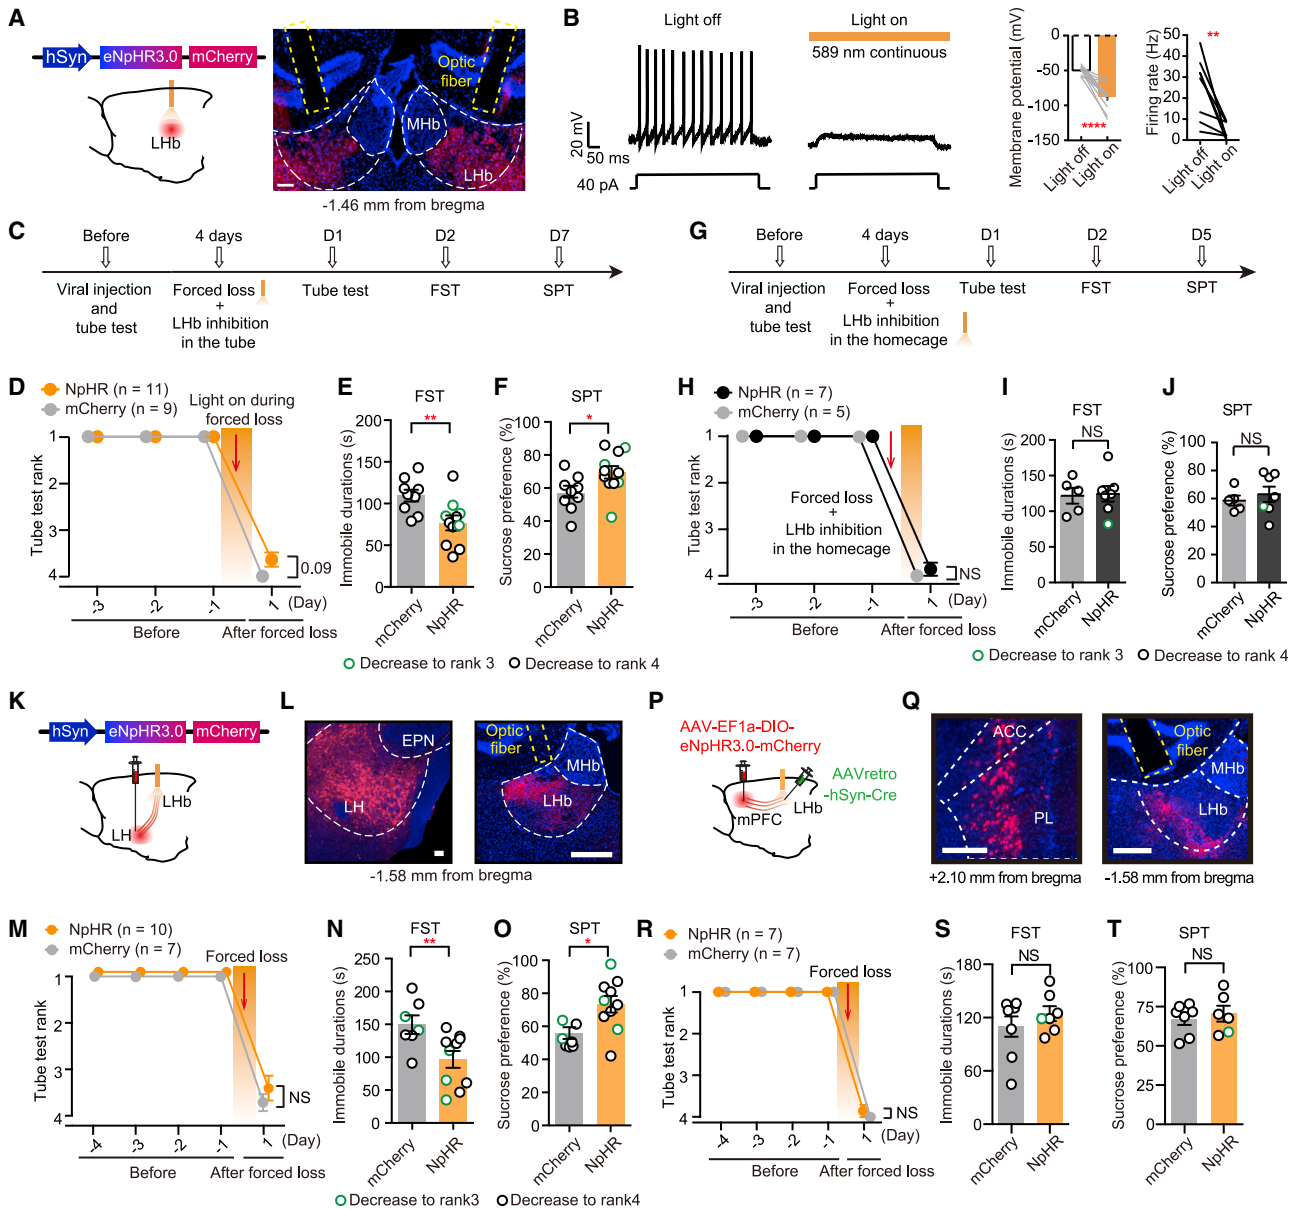 A
hSyn eNpHR3.0 mCherry
LHb
Optic
fiber
MHb
LHb
-1.46 mm from bregma
B
Light off
Light on
589 nm continuous
20 mV
50 ms
40 pA
Membrane potential (mV)
0
-50
-100
-150
****
Light off
Light on
Firing rate (Hz)
50
40
30
20
10
0
**
Light off
Light on
C
Before
4 days
D1
D2
D7
Viral injection
and
tube test
Forced loss
+
LHb inhibition
in the tube
Tube test
FST
SPT
G
Before
4 days
D1
D2
D5
Viral injection
and
tube test
Forced loss
+
LHb inhibition
in the homecage
Tube test
FST
SPT
D
NpHR (n = 11)
mCherry (n = 9)
Light on during
forced loss
Tube test rank
1
2
3
4
0.09
-3 -2 -1 1 (Day)
Before After forced loss
E
FST
**
Immobile durations (s)
200
150
100
50
0
mCherry
NpHR
F
SPT
*
Sucrose preference (%)
100
80
60
40
20
0
mCherry
NpHR
Decrease to rank 3 Decrease to rank 4
H
NpHR (n = 7)
mCherry (n = 5)
Tube test rank
1
2
3
4
Forced loss
+
LHb inhibition
in the homecage
NS
-3 -2 -1 1 (Day)
Before After forced loss
I
FST
NS
Immobile durations (s)
200
150
100
50
0
mCherry
NpHR
J
SPT
NS
Sucrose preference (%)
100
80
60
40
20
0
mCherry
NpHR
Decrease to rank 3 Decrease to rank 4
K
hSyn eNpHR3.0 mCherry
LHb
LH
L
EPN
LH
Optic
fiber
MHb
LHb
-1.58 mm from bregma
P
AAV-EF1a-DIO-
eNpHR3.0-mCherry
AAVretro
-hSyn-Cre
mPFC
LHb
Q
ACC
PL
+2.10 mm from bregma
Optic fiber
MHb
LHb
-1.58 mm from bregma
M
NpHR (n = 10)
mCherry (n = 7)
Forced loss
Tube test rank
1
2
3
4
NS
-4 -3 -2 -1 1 (Day)
Before After forced loss
N
FST
**
Immobile durations (s)
250
200
150
100
50
0
mCherry
NpHR
O
SPT
*
Sucrose preference (%)
100
80
60
40
20
0
mCherry
NpHR
Decrease to rank3 Decrease to rank4
R
NpHR (n = 7)
mCherry (n = 7)
Forced loss
Tube test rank
1
2
3
4
NS
-4 -3 -2 -1 1 (Day)
Before After forced loss
S
FST
NS
Immobile durations (s)
180
120
60
0
mCherry
NpHR
T
SPT
NS
Sucrose preference (%)
100
75
50
25
0
mCherry
NpHR